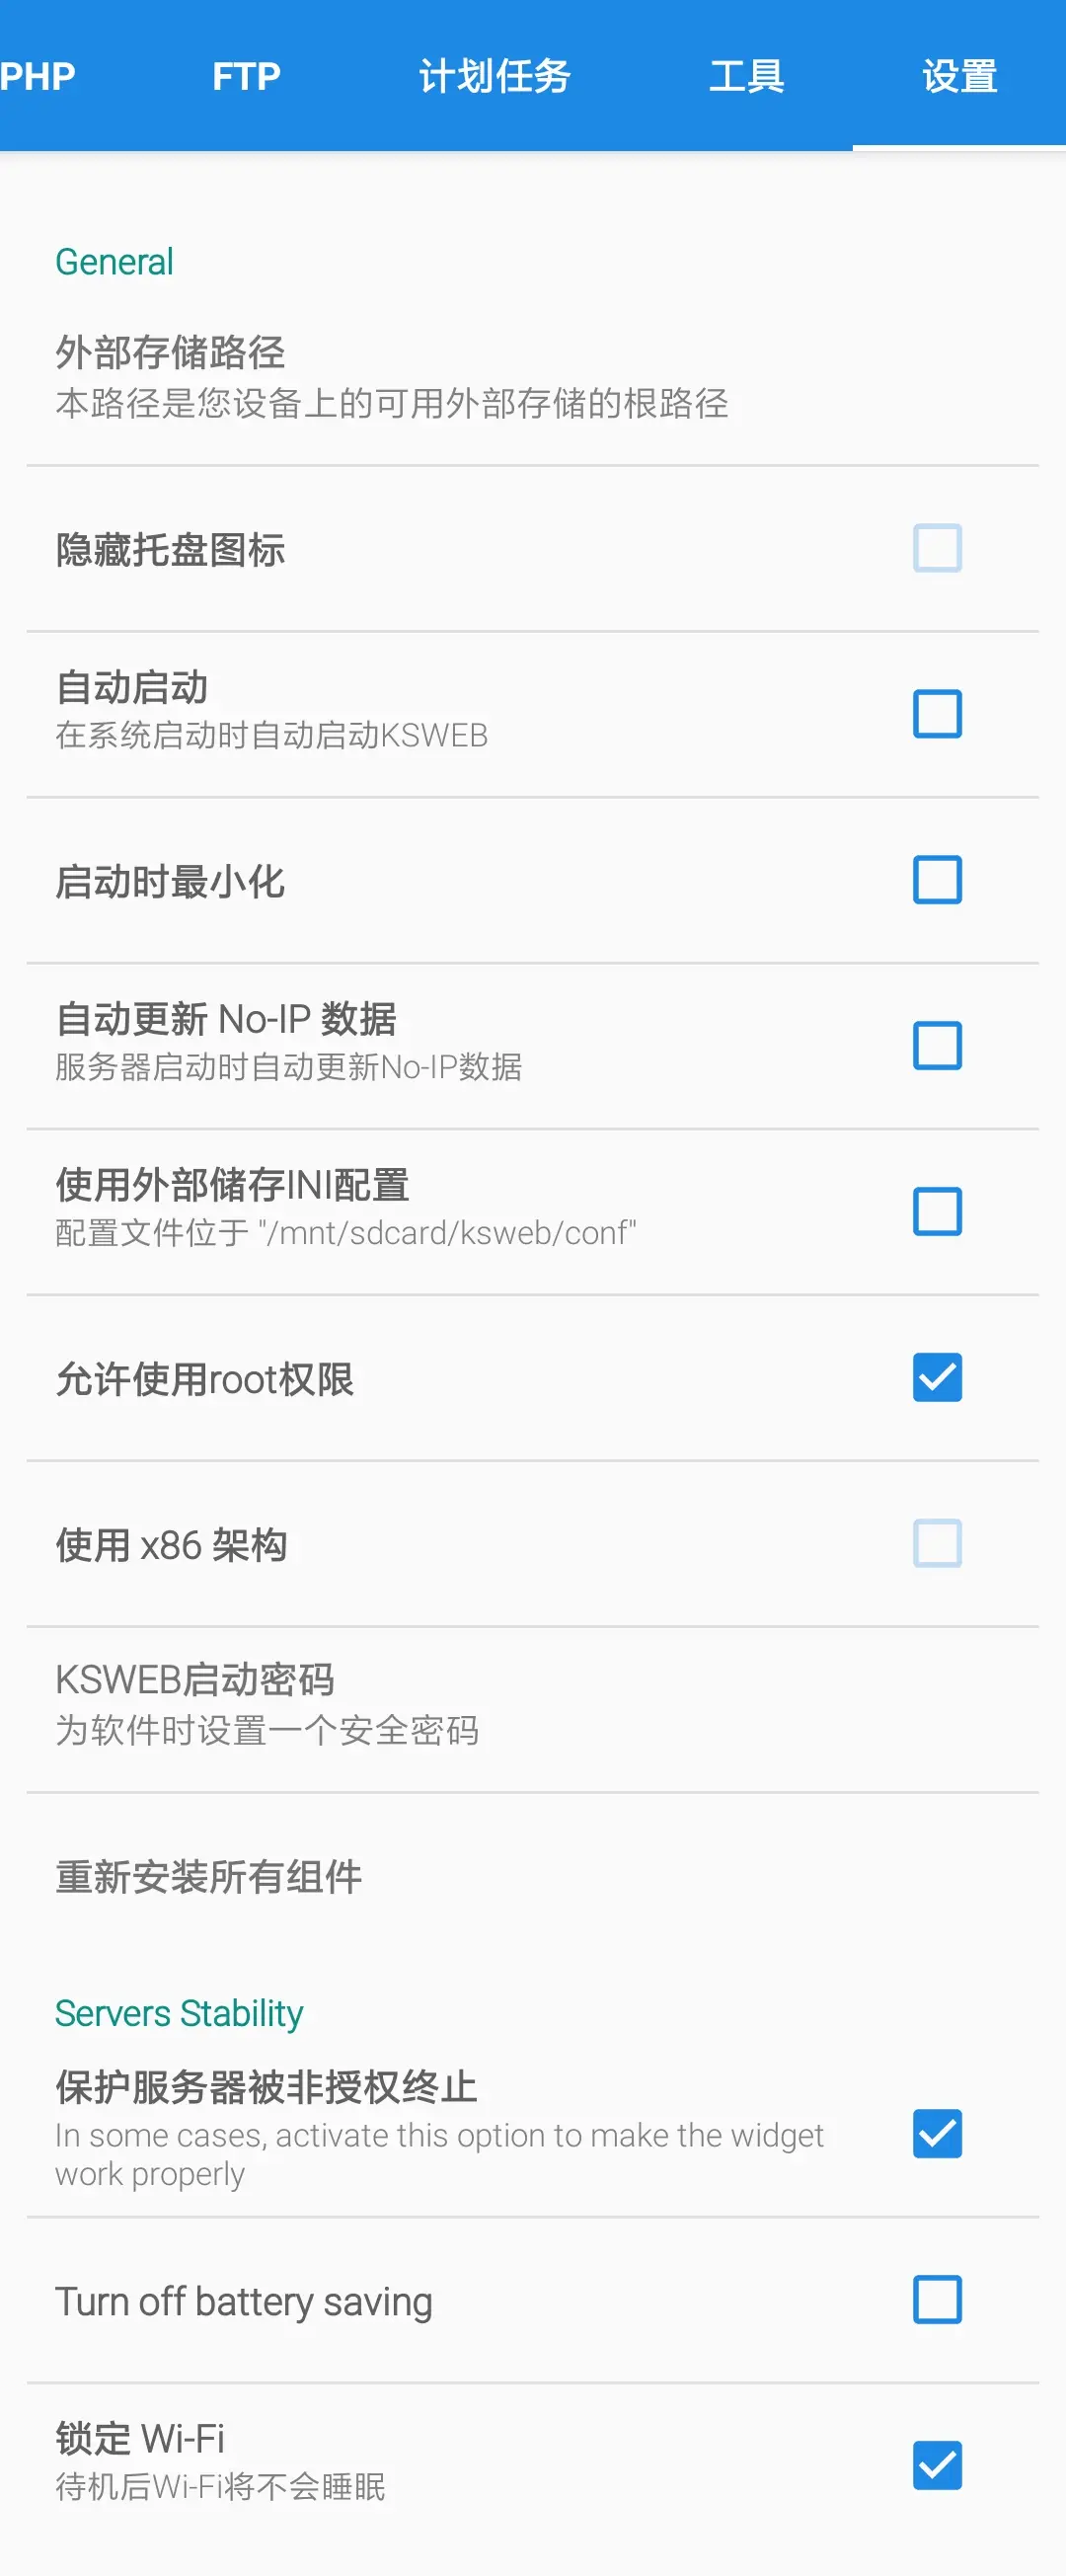 PHP FTP 计划任务 工具 设置
General
外部存储路径
本路径是您设备上的可用外部存储的根路径
隐藏托盘图标
自动启动
在系统启动时自动启动KSWEB
启动时最小化
自动更新 No-IP 数据
服务器启动时自动更新No-IP数据
使用外部储存INI配置
配置文件位于 "/mnt/sdcard/ksweb/conf"
允许使用root权限
使用 x86 架构
KSWEB启动密码
为软件时设置一个安全密码
重新安装所有组件
Servers Stability
保护服务器被非授权终止
In some cases, activate this option to make the widget
work properly
Turn off battery saving
锁定 Wi-Fi
待机后Wi-Fi将不会睡眠